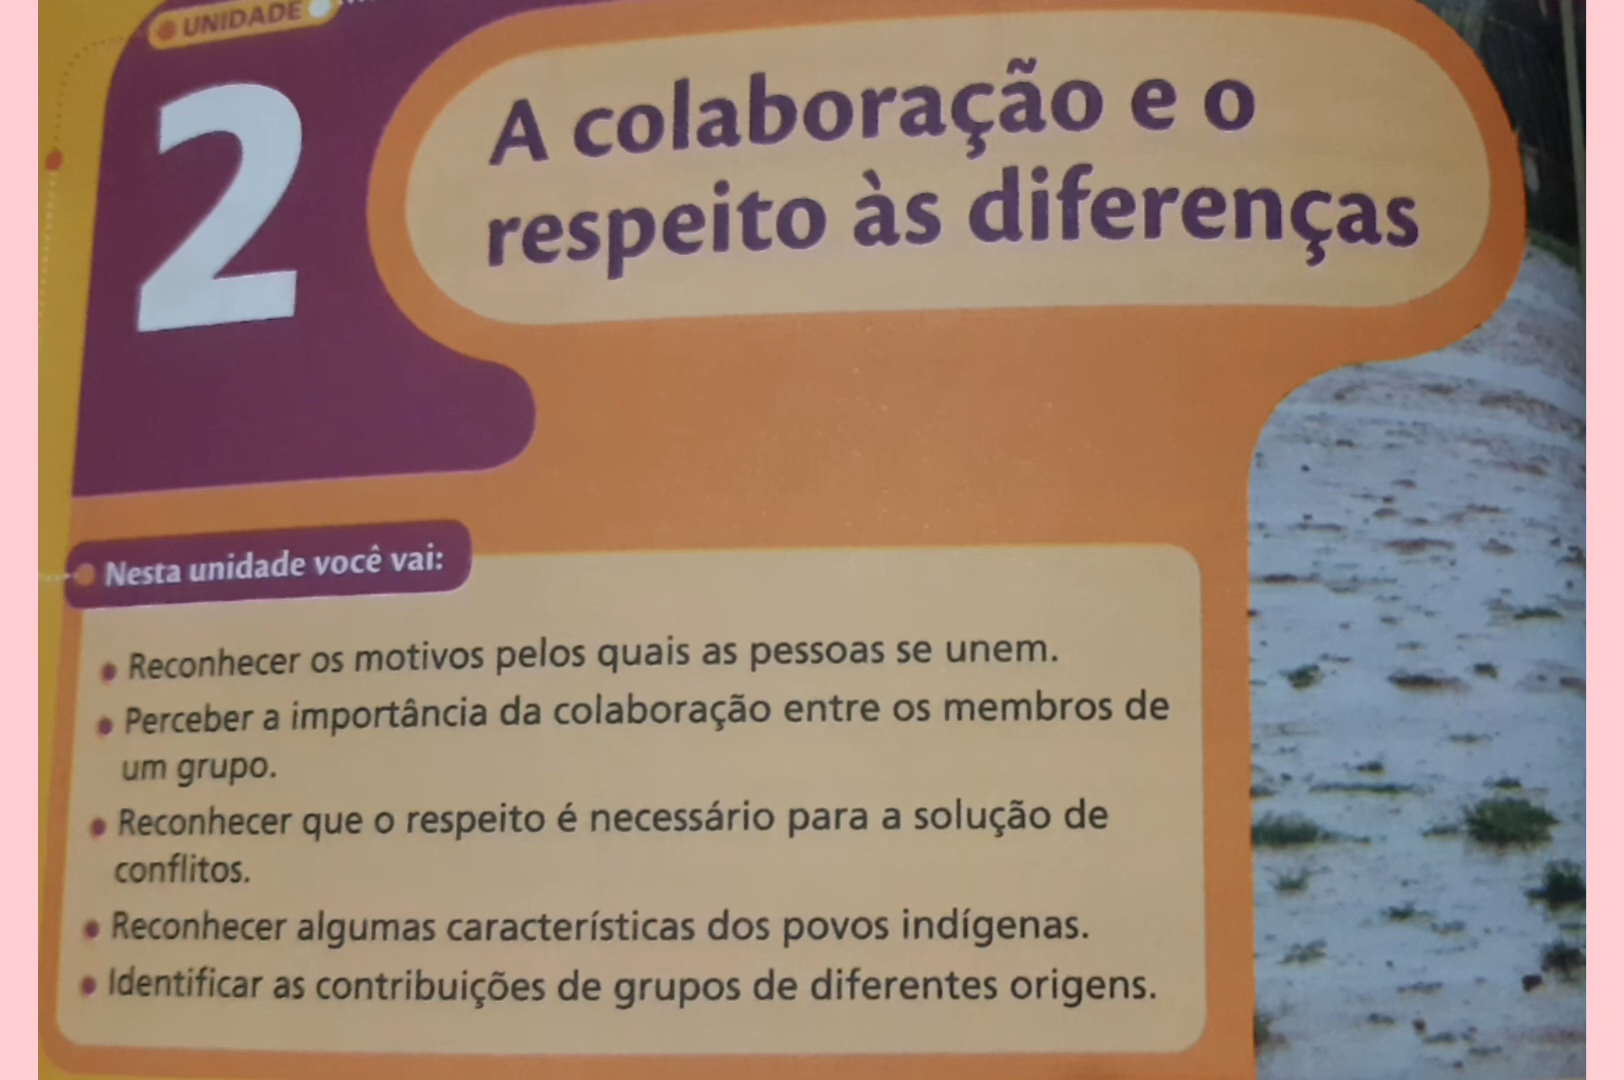 UNIDADE
2
A colaboração e o
respeito às diferenças
Nesta unidade você vai:
• Reconhecer os motivos pelos quais as pessoas se unem.
• Perceber a importância da colaboração entre os membros de
um grupo.
• Reconhecer que o respeito é necessário para a solução de
conflitos.
• Reconhecer algumas características dos povos indígenas.
• Identificar as contribuições de grupos de diferentes origens.